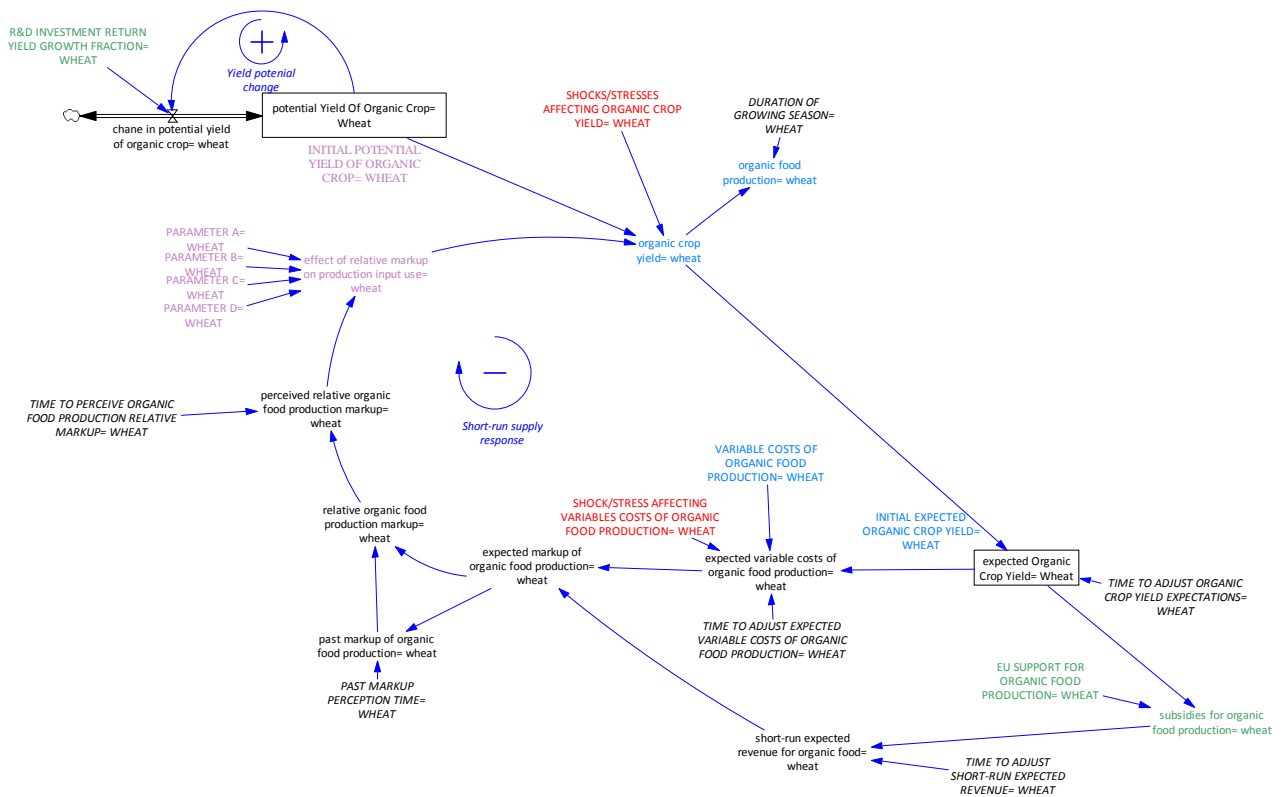 R&D INVESTMENT RETURN
YIELD GROWTH FRACTION=
WHEAT
+
Yield potenial
change
potential Yield Of Organic Crop=
Wheat
chane in potential yield
of organic crop= wheat
INITIAL POTENTIAL
YIELD OF ORGANIC
CROP= WHEAT
SHOCKS/STRESSES
AFFECTING ORGANIC CROP
YIELD= WHEAT
DURATION OF
GROWING SEASON=
WHEAT
organic food
production= wheat
organic crop
yield= wheat
PARAMETER A=
WHEAT
PARAMETER B=
WHEAT
PARAMETER C=
WHEAT
PARAMETER D=
WHEAT
effect of relative markup
on production input use=
wheat
—
Short-run supply
response
perceived relative organic
food production markup=
wheat
TIME TO PERCEIVE ORGANIC
FOOD PRODUCTION RELATIVE
MARKUP= WHEAT
VARIABLE COSTS OF
ORGANIC FOOD
PRODUCTION= WHEAT
SHOCK/STRESS AFFECTING
VARIABLES COSTS OF ORGANIC
FOOD PRODUCTION= WHEAT
INITIAL EXPECTED
ORGANIC CROP YIELD=
WHEAT
relative organic food
production markup=
wheat
expected markup of
organic food production=
wheat
expected variable costs of
organic food production=
wheat
expected Organic
Crop Yield= Wheat
TIME TO ADJUST ORGANIC
CROP YIELD EXPECTATIONS=
WHEAT
past markup of organic
food production= wheat
TIME TO ADJUST EXPECTED
VARIABLE COSTS OF ORGANIC
FOOD PRODUCTION= WHEAT
PAST MARKUP
PERCEPTION TIME=
WHEAT
EU SUPPORT FOR
ORGANIC FOOD
PRODUCTION= WHEAT
subsidies for organic
food production= wheat
short-run expected
revenue for organic food=
wheat
TIME TO ADJUST
SHORT-RUN EXPECTED
REVENUE= WHEAT